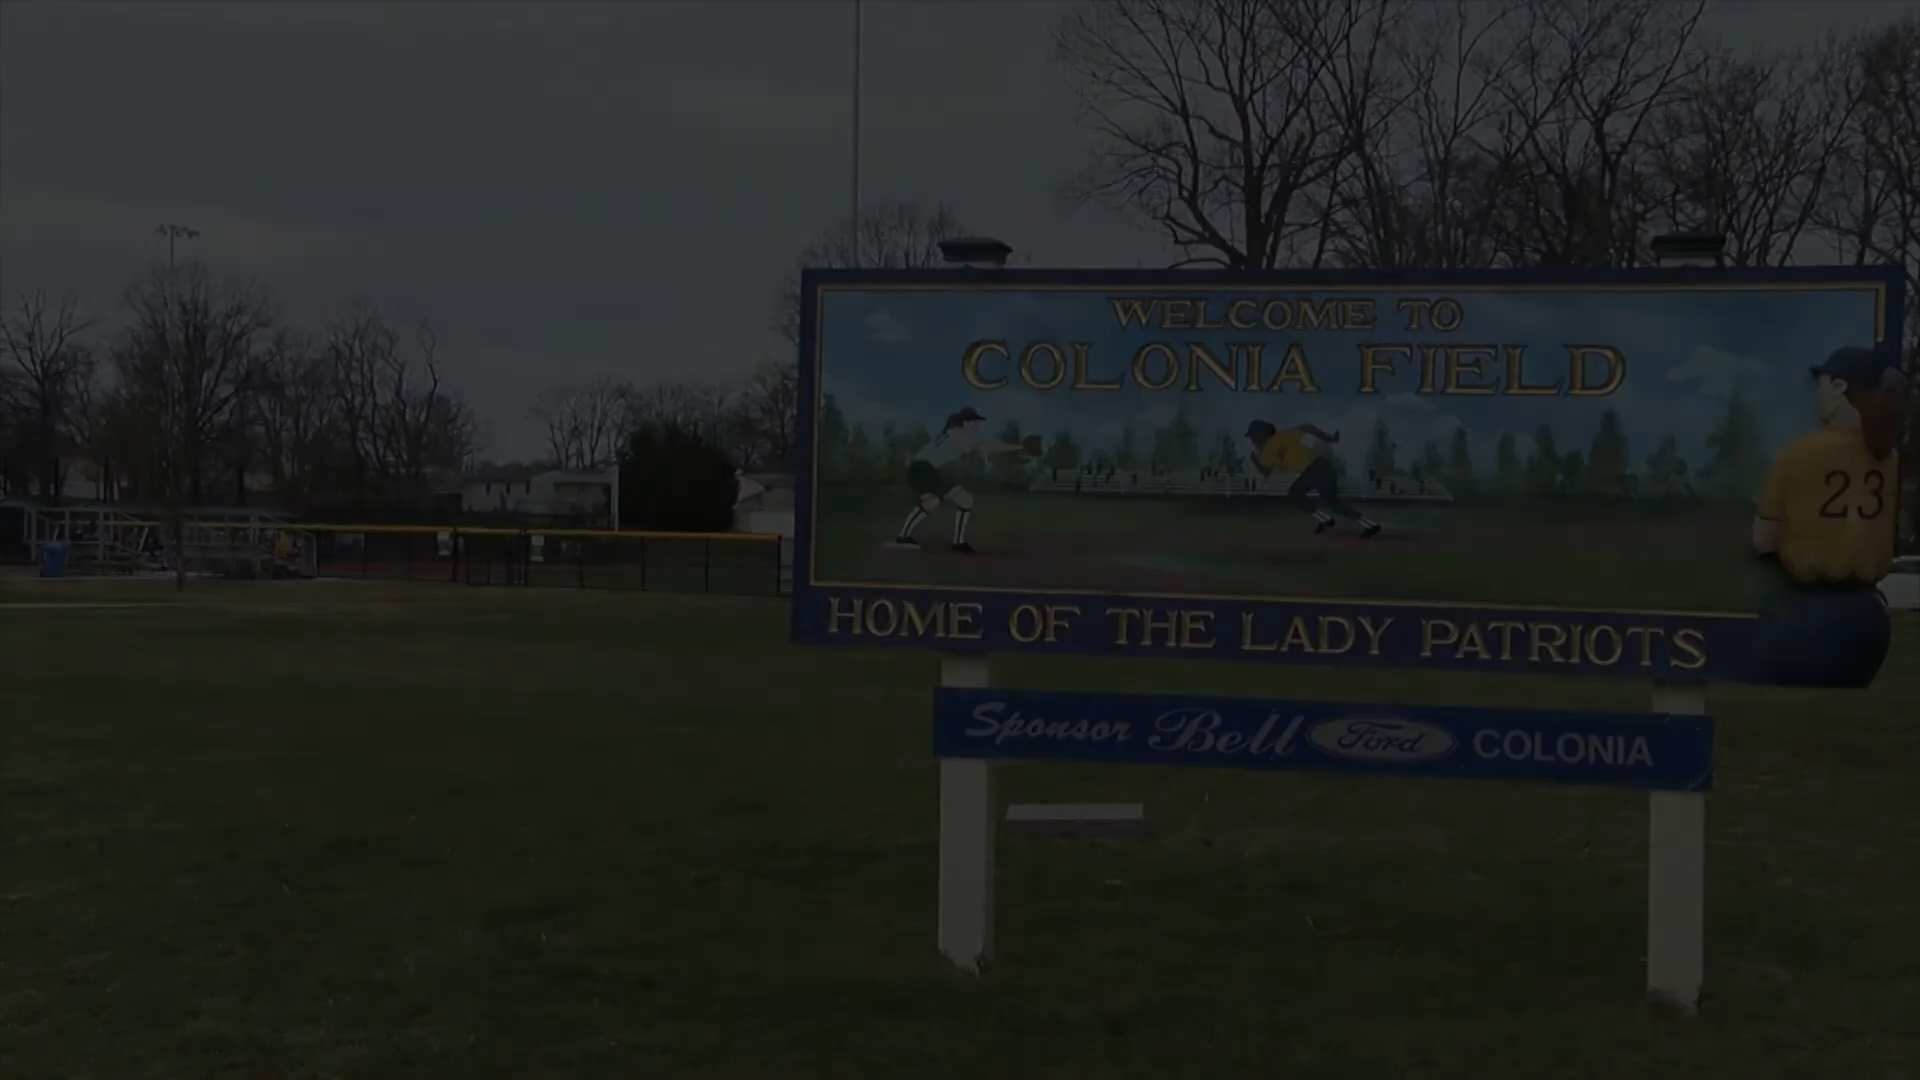 WELCOME TO
COLONIA FIELD
23
HOME OF THE LADY PATRIOTS
Sponsor Bell Ford COLONIA